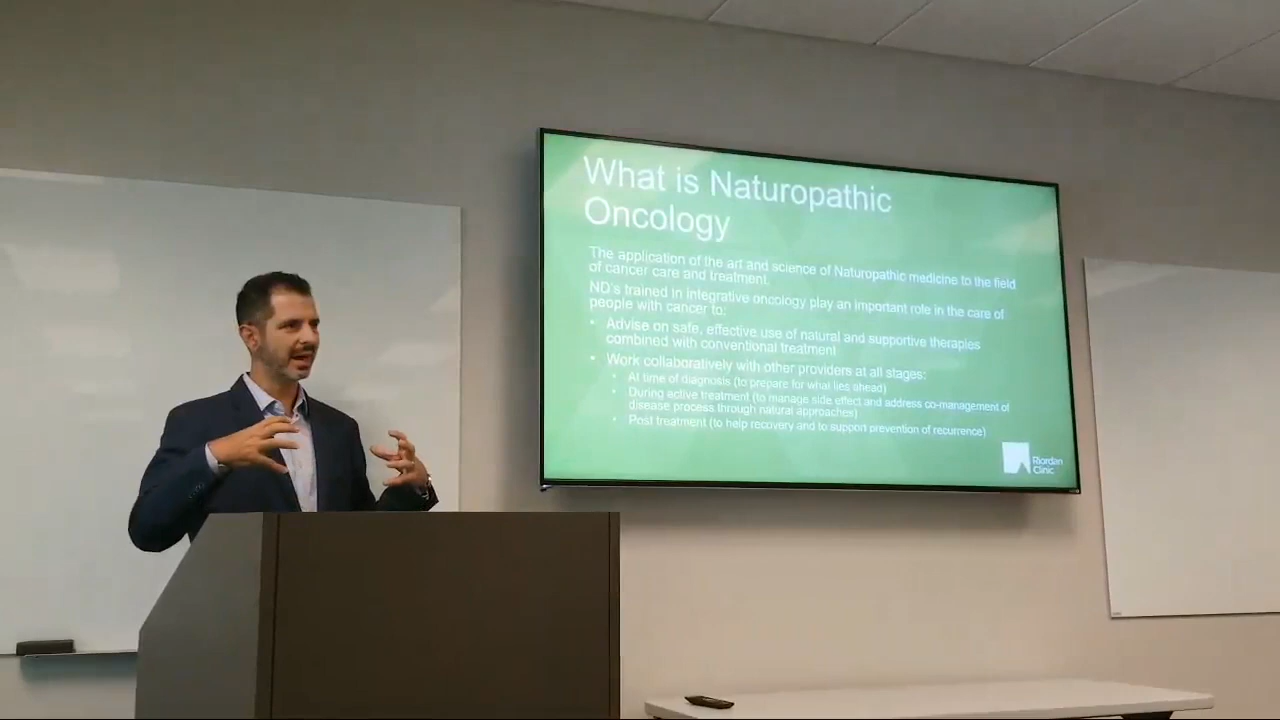 What is Naturopathic
Oncology
The application of the art and science of Naturopathic medicine to the field
of cancer care and treatment.
ND's trained in integrative oncology play an important role in the care of
people with cancer to:
• Advise on safe, effective use of natural and supportive therapies
combined with conventional treatment
• Work collaboratively with other providers at all stages:
• At time of diagnosis (to prepare for what lies ahead)
• During active treatment (to manage side effect and address co-management of
disease process through natural approaches)
• Post treatment (to help recovery and to support prevention of recurrence)
Riordan
Clinic